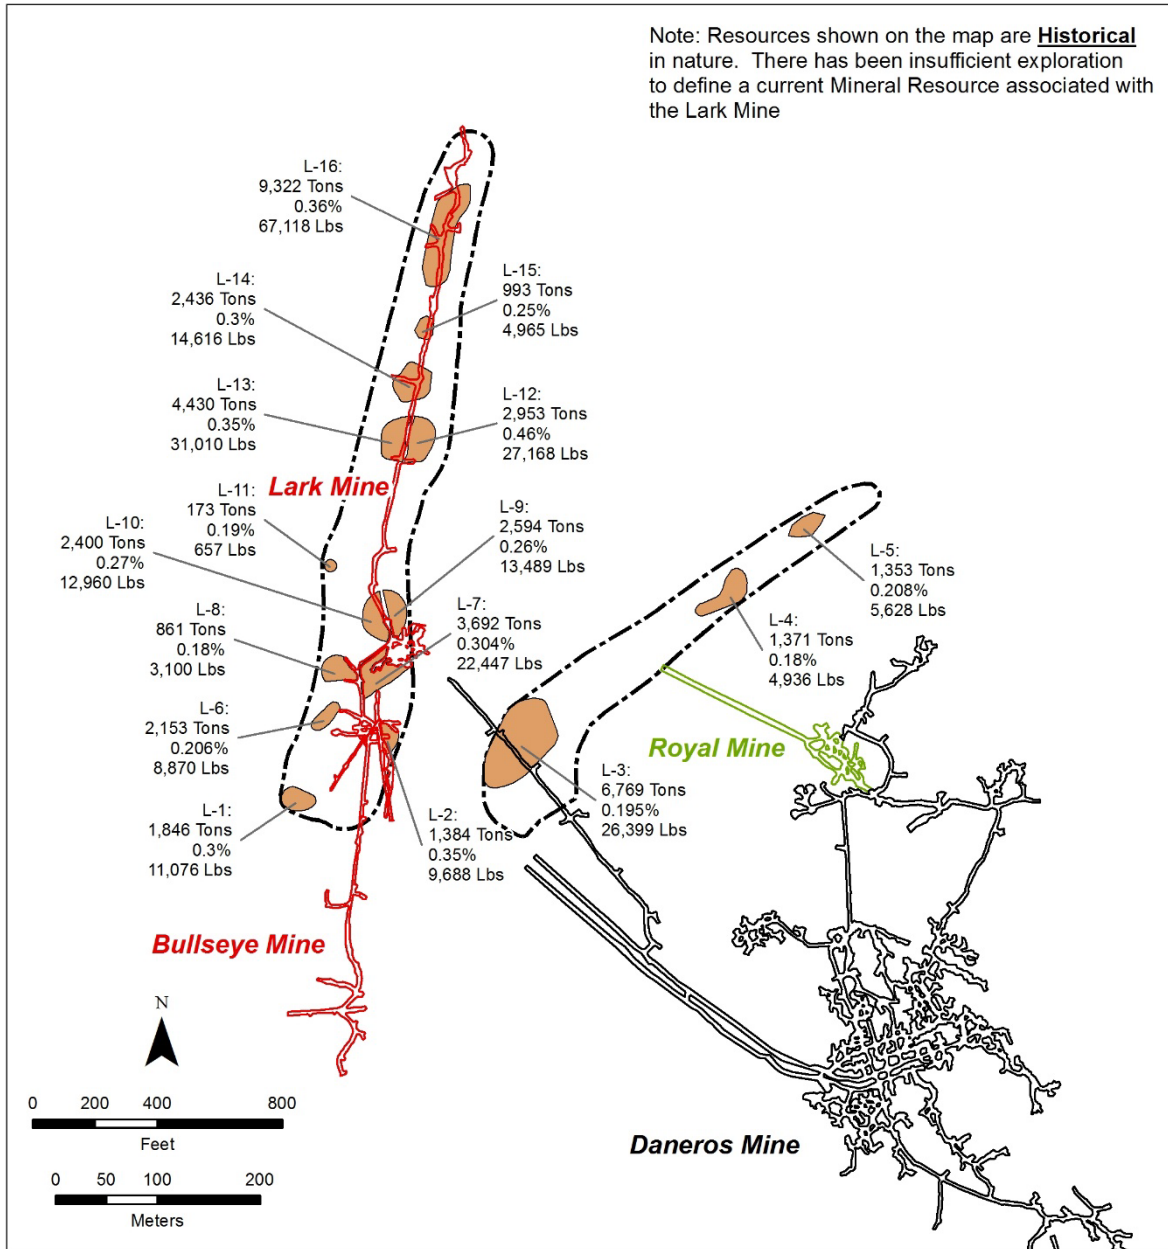 Note: Resources shown on the map are Historical
in nature. There has been insufficient exploration
to define a current Mineral Resource associated with
the Lark Mine
L-16:
9,322 Tons
0.36%
67,118 Lbs
L-15:
993 Tons
0.25%
4,965 Lbs
L-14:
2,436 Tons
0.3%
14,616 Lbs
L-13:
4,430 Tons
0.35%
31,010 Lbs
L-12:
2,953 Tons
0.46%
27,168 Lbs
Lark Mine
L-11:
173 Tons
0.19%
657 Lbs
L-9:
2,594 Tons
0.26%
13,489 Lbs
L-10:
2,400 Tons
0.27%
12,960 Lbs
L-5:
1,353 Tons
0.208%
5,628 Lbs
L-7:
3,692 Tons
0.304%
22,447 Lbs
L-8:
861 Tons
0.18%
3,100 Lbs
L-4:
1,371 Tons
0.18%
4,936 Lbs
L-6:
2,153 Tons
0.206%
8,870 Lbs
Royal Mine
L-3:
6,769 Tons
0.195%
26,399 Lbs
L-1:
1,846 Tons
0.3%
11,076 Lbs
L-2:
1,384 Tons
0.35%
9,688 Lbs
Bullseye Mine
N
0 200 400 800
Feet
Daneros Mine
0 50 100 200
Meters